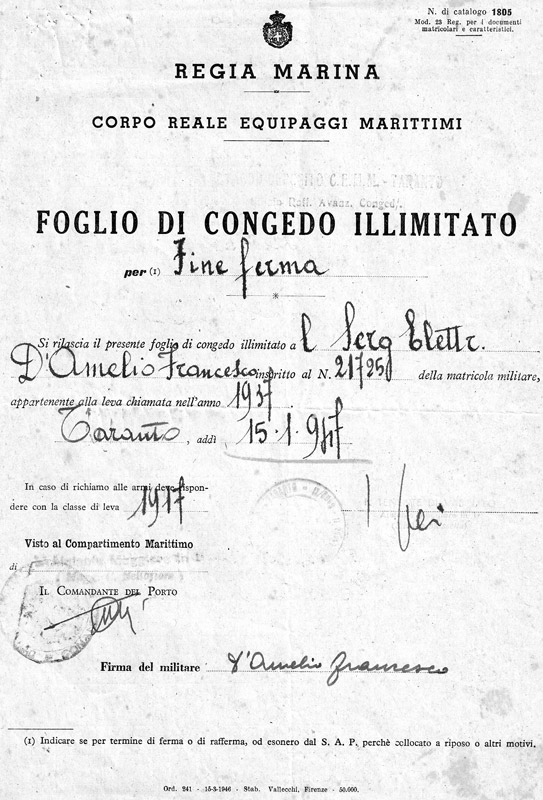 N. di catalogo 1805
Mod. 23 Reg. per i documenti
matricolari e caratteristici.
REGIA MARINA
CORPO REALE EQUIPAGGI MARITTIMI
C.E.M.M. - TARANTO
FOGLIO DI CONGEDO ILLIMITATO
per (1) Fine ferma
Si rilascia il presente foglio di congedo illimitato a l Serg Elettr.
D'Amelio Francesco inscritto al N. della matricola militare,
appartenente alla leva chiamata nell'anno 1937
Taranto, addì 15.1.947
In caso di richiamo alle armi deve rispon-
dere con la classe di leva 1917
Visto al Compartimento Marittimo
di
IL COMANDANTE DEL PORTO
Firma del militare D'Amelio Francesco
(1) Indicare se per termine di ferma o di rafferma, od esonero dal S. A. P. perchè collocato a riposo o altri motivi.
Ord. 241 - 15-3-1946 - Stab. Vallecchi, Firenze - 50.000.